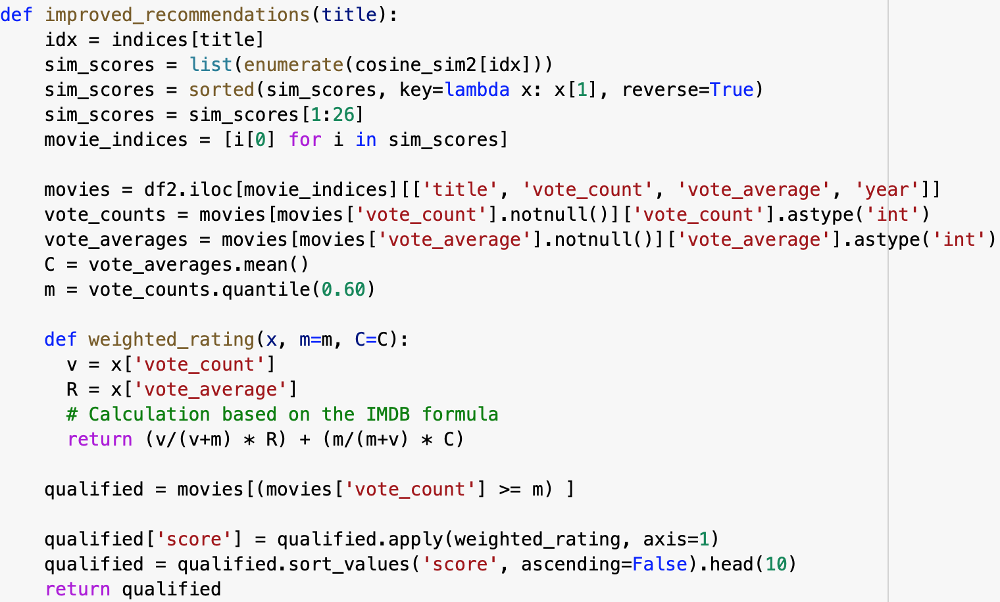 def improved_recommendations(title):
    idx = indices[title]
    sim_scores = list(enumerate(cosine_sim2[idx]))
    sim_scores = sorted(sim_scores, key=lambda x: x[1], reverse=True)
    sim_scores = sim_scores[1:26]
    movie_indices = [i[0] for i in sim_scores]

    movies = df2.iloc[movie_indices][['title', 'vote_count', 'vote_average', 'year']]
    vote_counts = movies[movies['vote_count'].notnull()]['vote_count'].astype('int')
    vote_averages = movies[movies['vote_average'].notnull()]['vote_average'].astype('int')
    C = vote_averages.mean()
    m = vote_counts.quantile(0.60)

    def weighted_rating(x, m=m, C=C):
      v = x['vote_count']
      R = x['vote_average']
      # Calculation based on the IMDB formula
      return (v/(v+m) * R) + (m/(m+v) * C)

    qualified = movies[(movies['vote_count'] >= m) ]

    qualified['score'] = qualified.apply(weighted_rating, axis=1)
    qualified = qualified.sort_values('score', ascending=False).head(10)
    return qualified